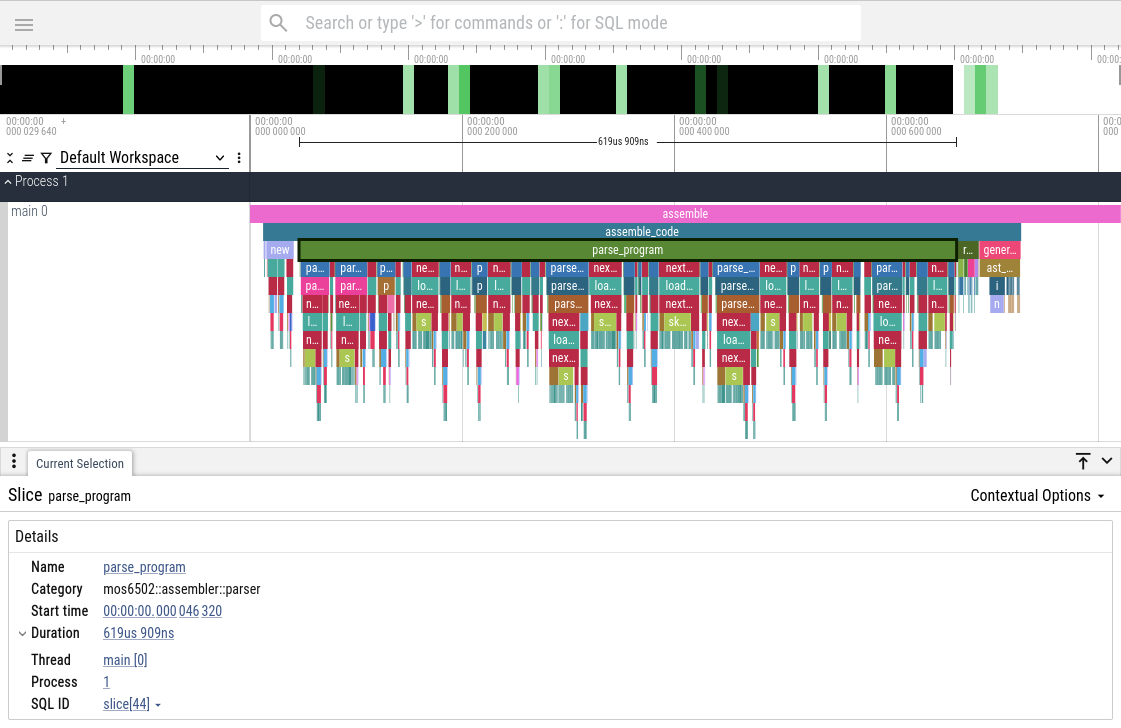 Search or type '>' for commands or ':' for SQL mode
00:00:00 00:00:00 00:00:00 00:00:00 00:00:00 00:00:00 00:00:00 00:00:
00:00:00 + 00:00:00 00:00:00 00:00:00 00:00:00 00:0
000 029 640 000 000 000 000 200 000 000 400 000 000 600 000 000
619us 909ns
Default Workspace
Process 1
main 0 assemble
assemble_code
new parse_program r... gener...
pa... par... p... ne... n... p n... parse... nex... next... parse_... ne... p n... p n... par... n... ast_...
pa... par... p lo... l... p l... parse... loa... load... parse... lo... l... l... par... l... i
n... ne... ne... n... n... pars... nex... next... parse... ne... n... n... ne... n... n
l... l... s nex... s... sk... nex... s lo...
n... n... loa... loa... ne...
s nex... nex...
s s
Current Selection
Slice parse_program Contextual Options
Details
Name parse_program
Category mos6502::assembler::parser
Start time 00:00:00.000 046 320
Duration 619us 909ns
Thread main [0]
Process 1
SQL ID slice[44]